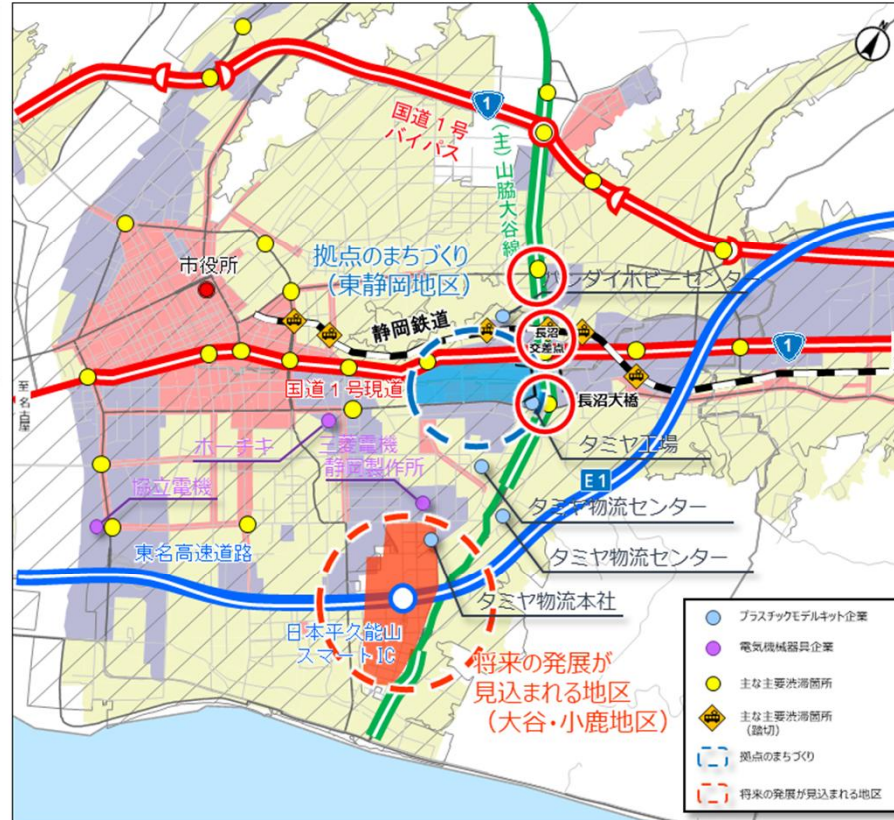 N
1
国道1号
バイパス
(主)山脇大谷線
市役所
拠点のまちづくり
(東静岡地区)
バンダイホビーセンター
静岡鉄道
長沼
交差点
1
至名古屋
国道1号現道
長沼大橋
ホーチキ
三菱電機
静岡製作所
タミヤ工場
協立電機
E1
タミヤ物流センター
東名高速道路
タミヤ物流センター
タミヤ物流本社
日本平久能山
スマートIC
将来の発展が
見込まれる地区
(大谷・小鹿地区)
プラスチックモデルキット企業
電気機械器具企業
主な主要渋滞箇所
主な主要渋滞箇所
(踏切)
拠点のまちづくり
将来の発展が見込まれる地区